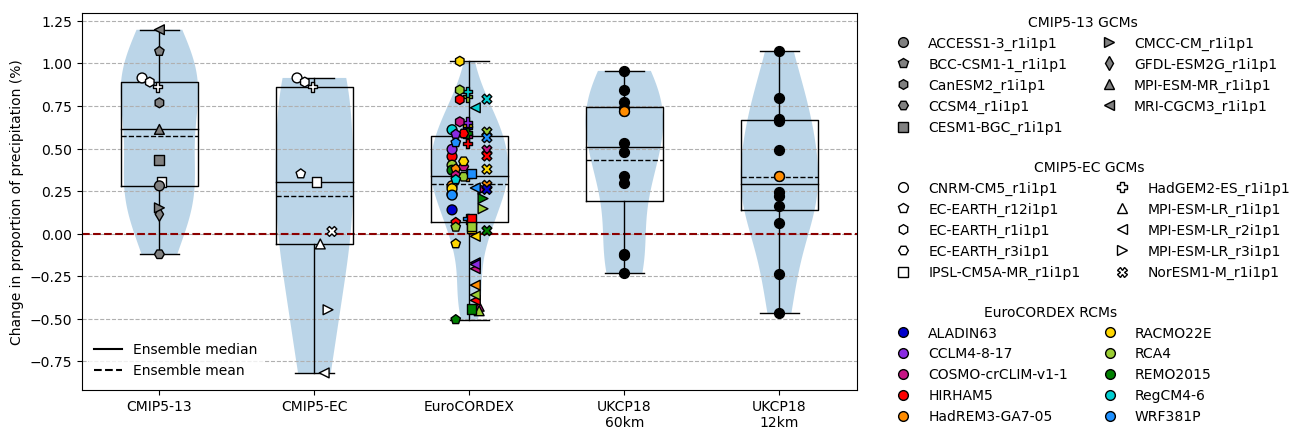 Change in proportion of precipitation (%)
1.25
1.00
0.75
0.50
0.25
0.00
−0.25
−0.50
−0.75
Ensemble median
Ensemble mean
CMIP5-13
CMIP5-EC
EuroCORDEX
UKCP18
60km
UKCP18
12km
CMIP5-13 GCMs
ACCESS1-3_r1i1p1
BCC-CSM1-1_r1i1p1
CanESM2_r1i1p1
CCSM4_r1i1p1
CESM1-BGC_r1i1p1
CMCC-CM_r1i1p1
GFDL-ESM2G_r1i1p1
MPI-ESM-MR_r1i1p1
MRI-CGCM3_r1i1p1
CMIP5-EC GCMs
CNRM-CM5_r1i1p1
EC-EARTH_r12i1p1
EC-EARTH_r1i1p1
EC-EARTH_r3i1p1
IPSL-CM5A-MR_r1i1p1
HadGEM2-ES_r1i1p1
MPI-ESM-LR_r1i1p1
MPI-ESM-LR_r2i1p1
MPI-ESM-LR_r3i1p1
NorESM1-M_r1i1p1
EuroCORDEX RCMs
ALADIN63
CCLM4-8-17
COSMO-crCLIM-v1-1
HIRHAM5
HadREM3-GA7-05
RACMO22E
RCA4
REMO2015
RegCM4-6
WRF381P